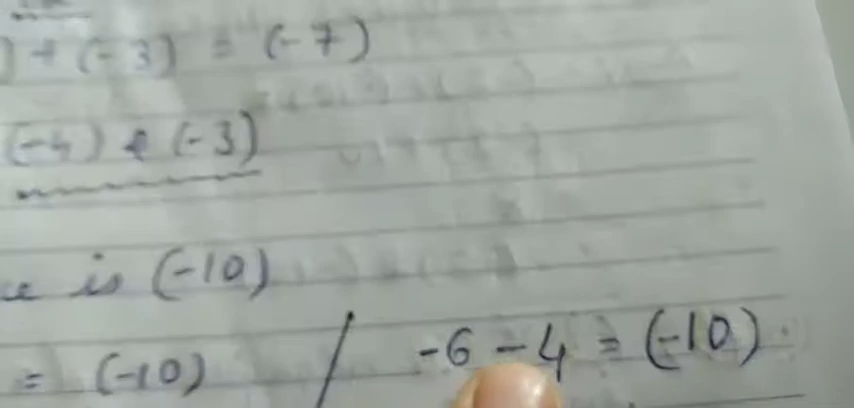 ) + (-3) = (-7)
(-4) & (-3)
is (-10)
= (-10) / -6 - 4 = (-10)